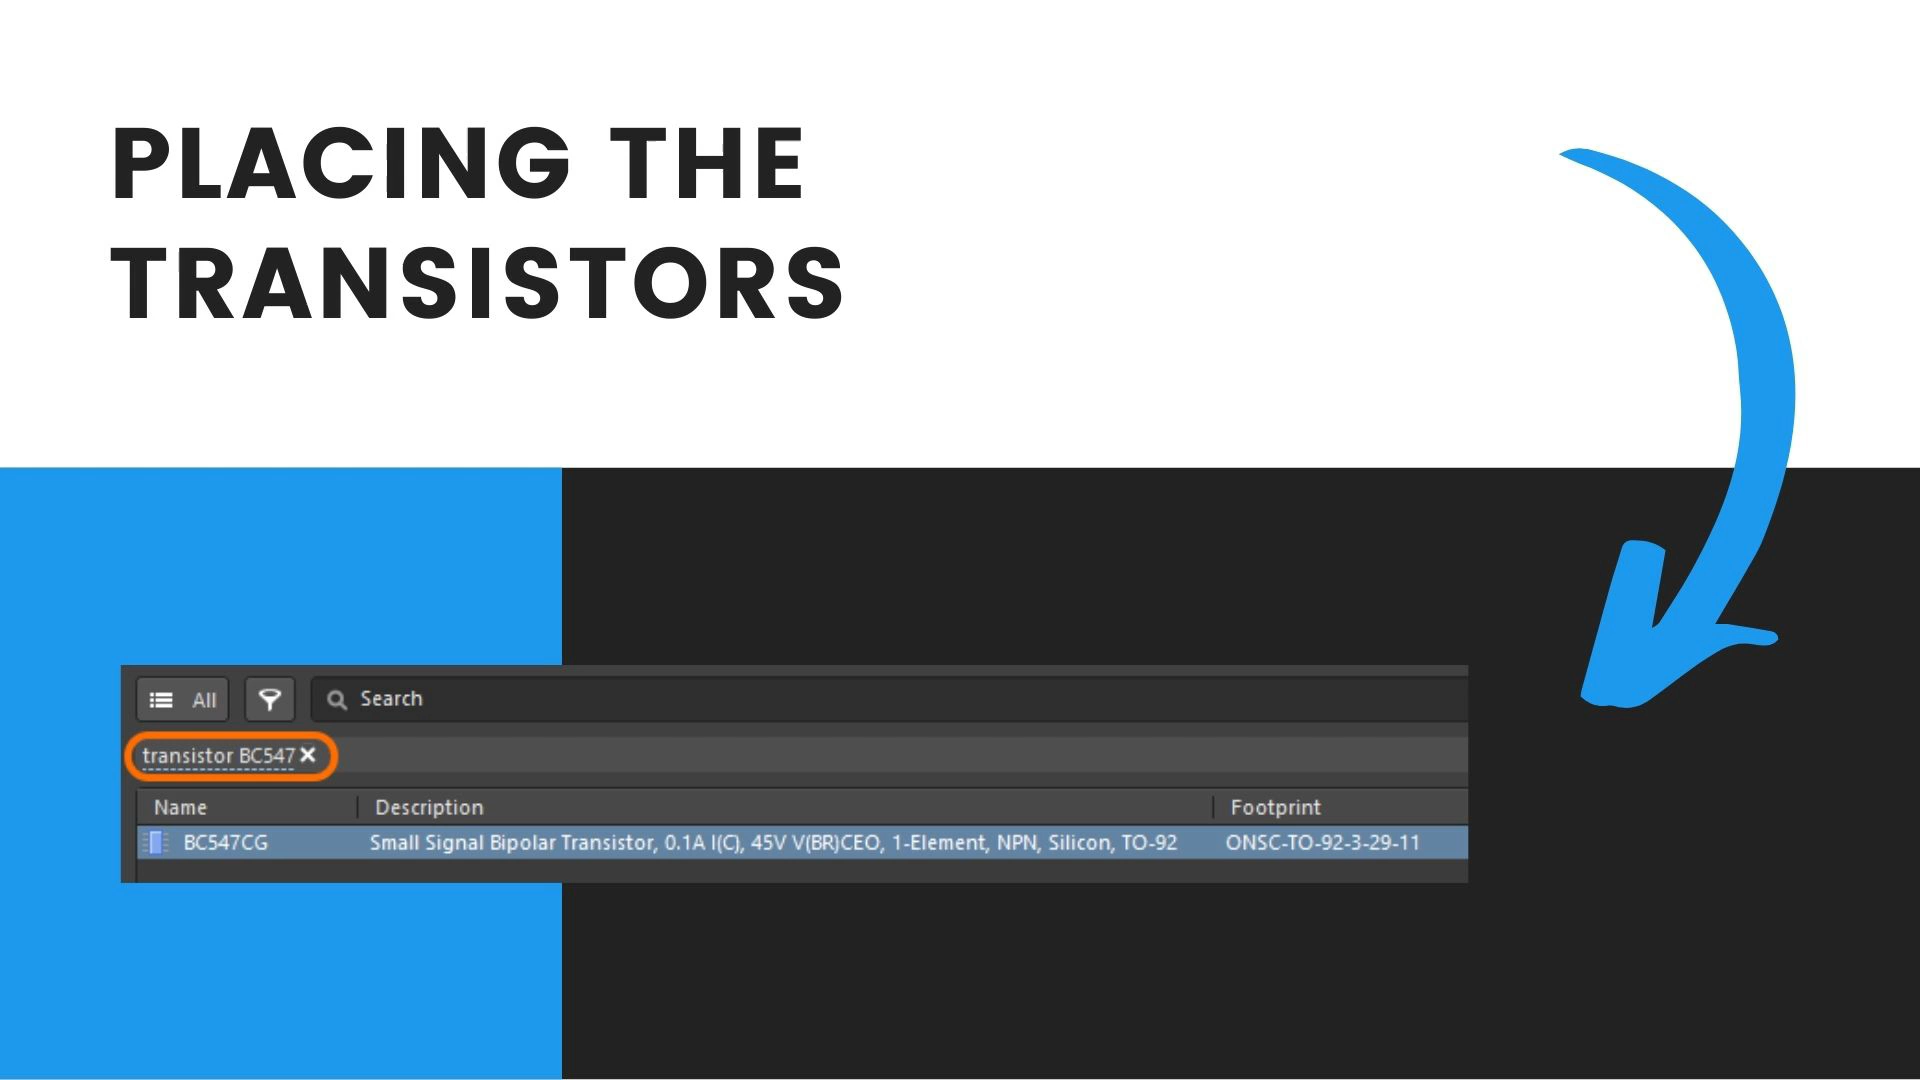 PLACING THE
TRANSISTORS
All
Search
transistor BC547
Name Description Footprint
BC547CG Small Signal Bipolar Transistor, 0.1A I(C), 45V V(BR)CEO, 1-Element, NPN, Silicon, TO-92 ONSC-TO-92-3-29-11